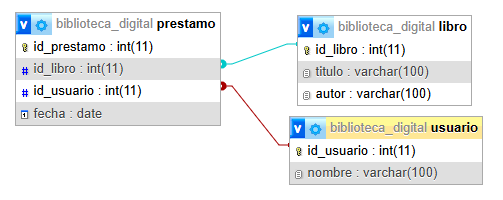 biblioteca_digital prestamo
id_prestamo : int(11)
id_libro : int(11)
id_usuario : int(11)
fecha : date
biblioteca_digital libro
id_libro : int(11)
titulo : varchar(100)
autor : varchar(100)
biblioteca_digital usuario
id_usuario : int(11)
nombre : varchar(100)